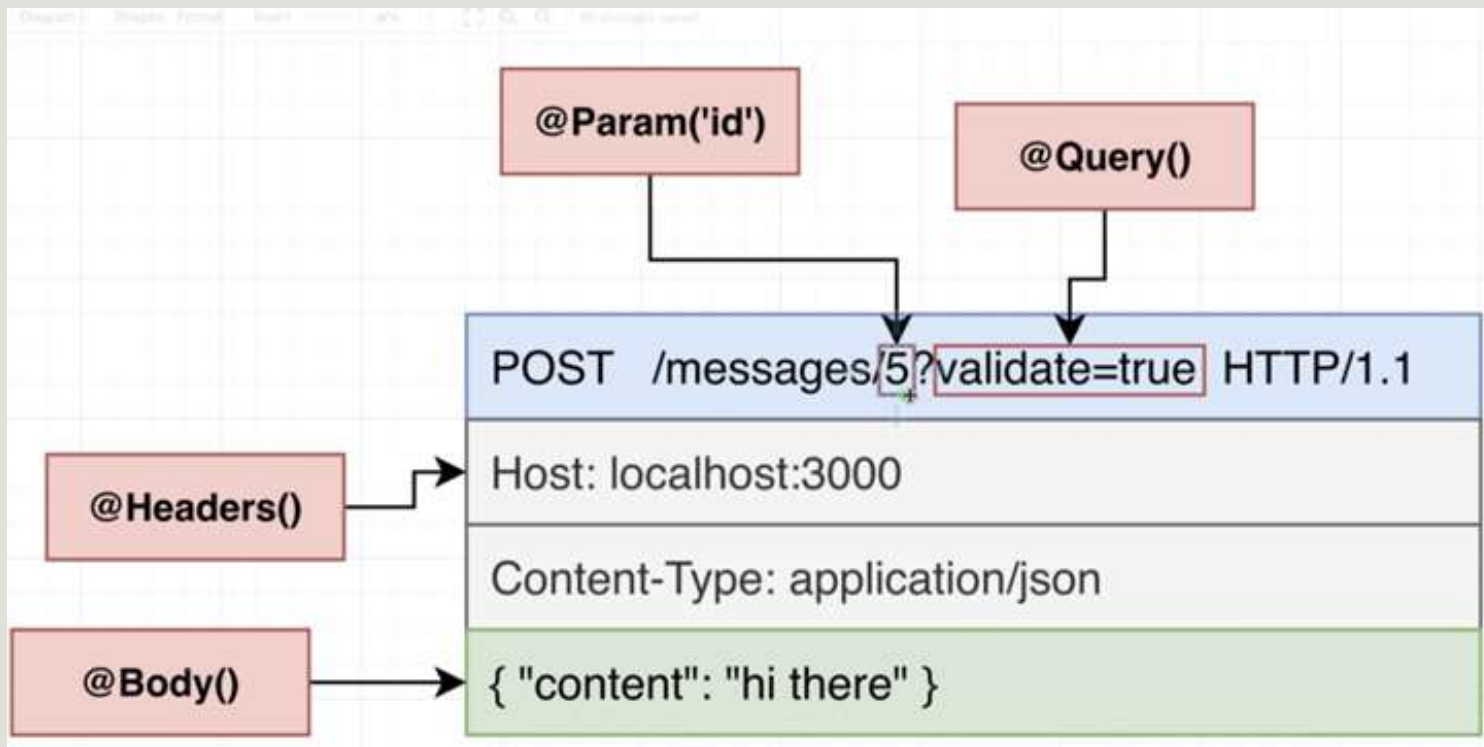 @Param('id')
@Query()
POST /messages/5?validate=true HTTP/1.1
@Headers()
Host: localhost:3000
Content-Type: application/json
@Body()
{ "content": "hi there" }